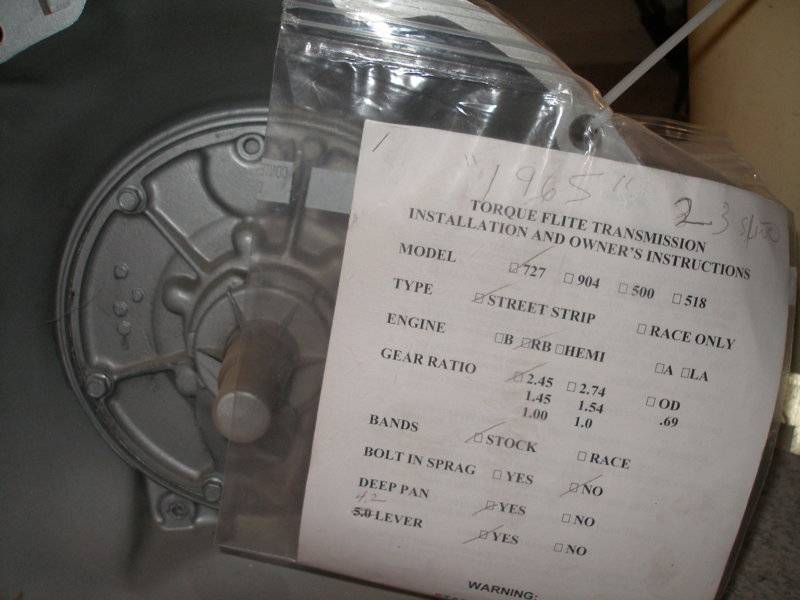 "1965" 2.3
TORQUE FLITE TRANSMISSION
INSTALLATION AND OWNER'S INSTRUCTIONS
MODEL □727 □904 □500 □518
TYPE □STREET STRIP □RACE ONLY
ENGINE □B □RB □HEMI □A □LA
GEAR RATIO □2.45 □2.74 □OD
1.45 1.54 .69
1.00 1.0
BANDS □STOCK □RACE
BOLT IN SPRAG □YES □NO
DEEP PAN □YES □NO
4.2
5.0 LEVER □YES □NO
WARNING: